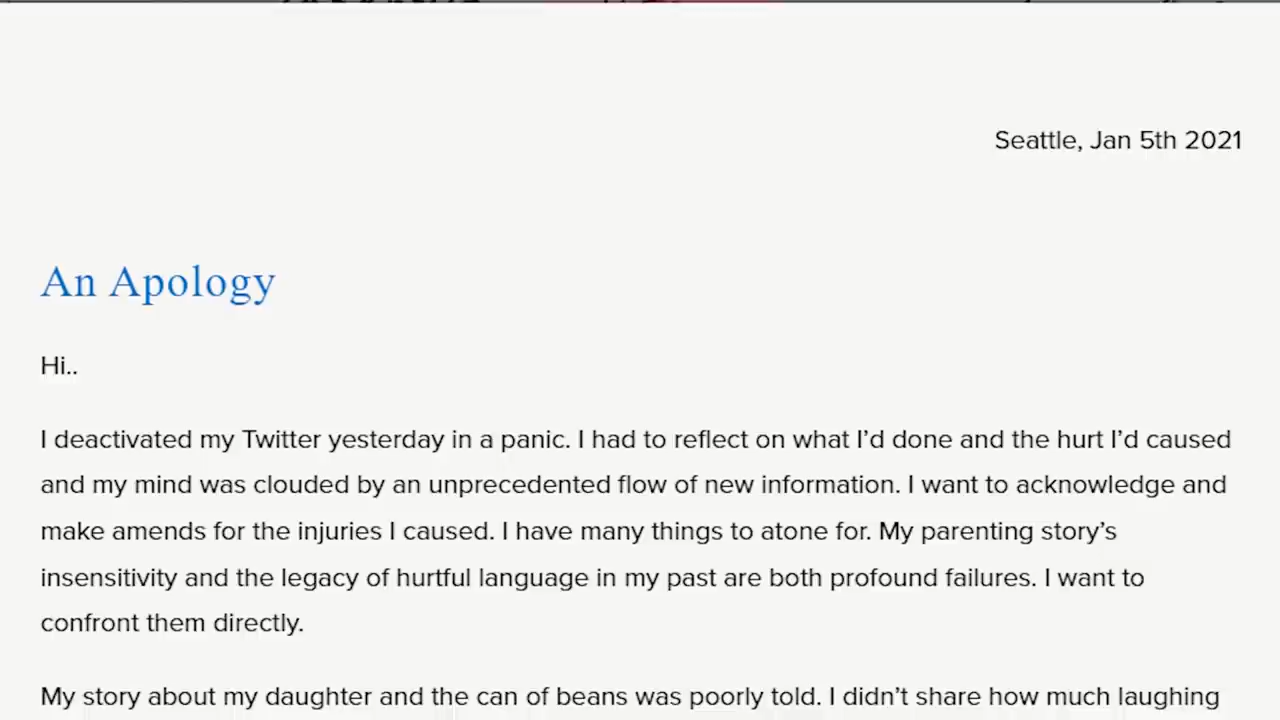 Seattle, Jan 5th 2021
An Apology
Hi..
I deactivated my Twitter yesterday in a panic. I had to reflect on what I’d done and the hurt I’d caused
and my mind was clouded by an unprecedented flow of new information. I want to acknowledge and
make amends for the injuries I caused. I have many things to atone for. My parenting story’s
insensitivity and the legacy of hurtful language in my past are both profound failures. I want to
confront them directly.
My story about my daughter and the can of beans was poorly told. I didn’t share how much laughing